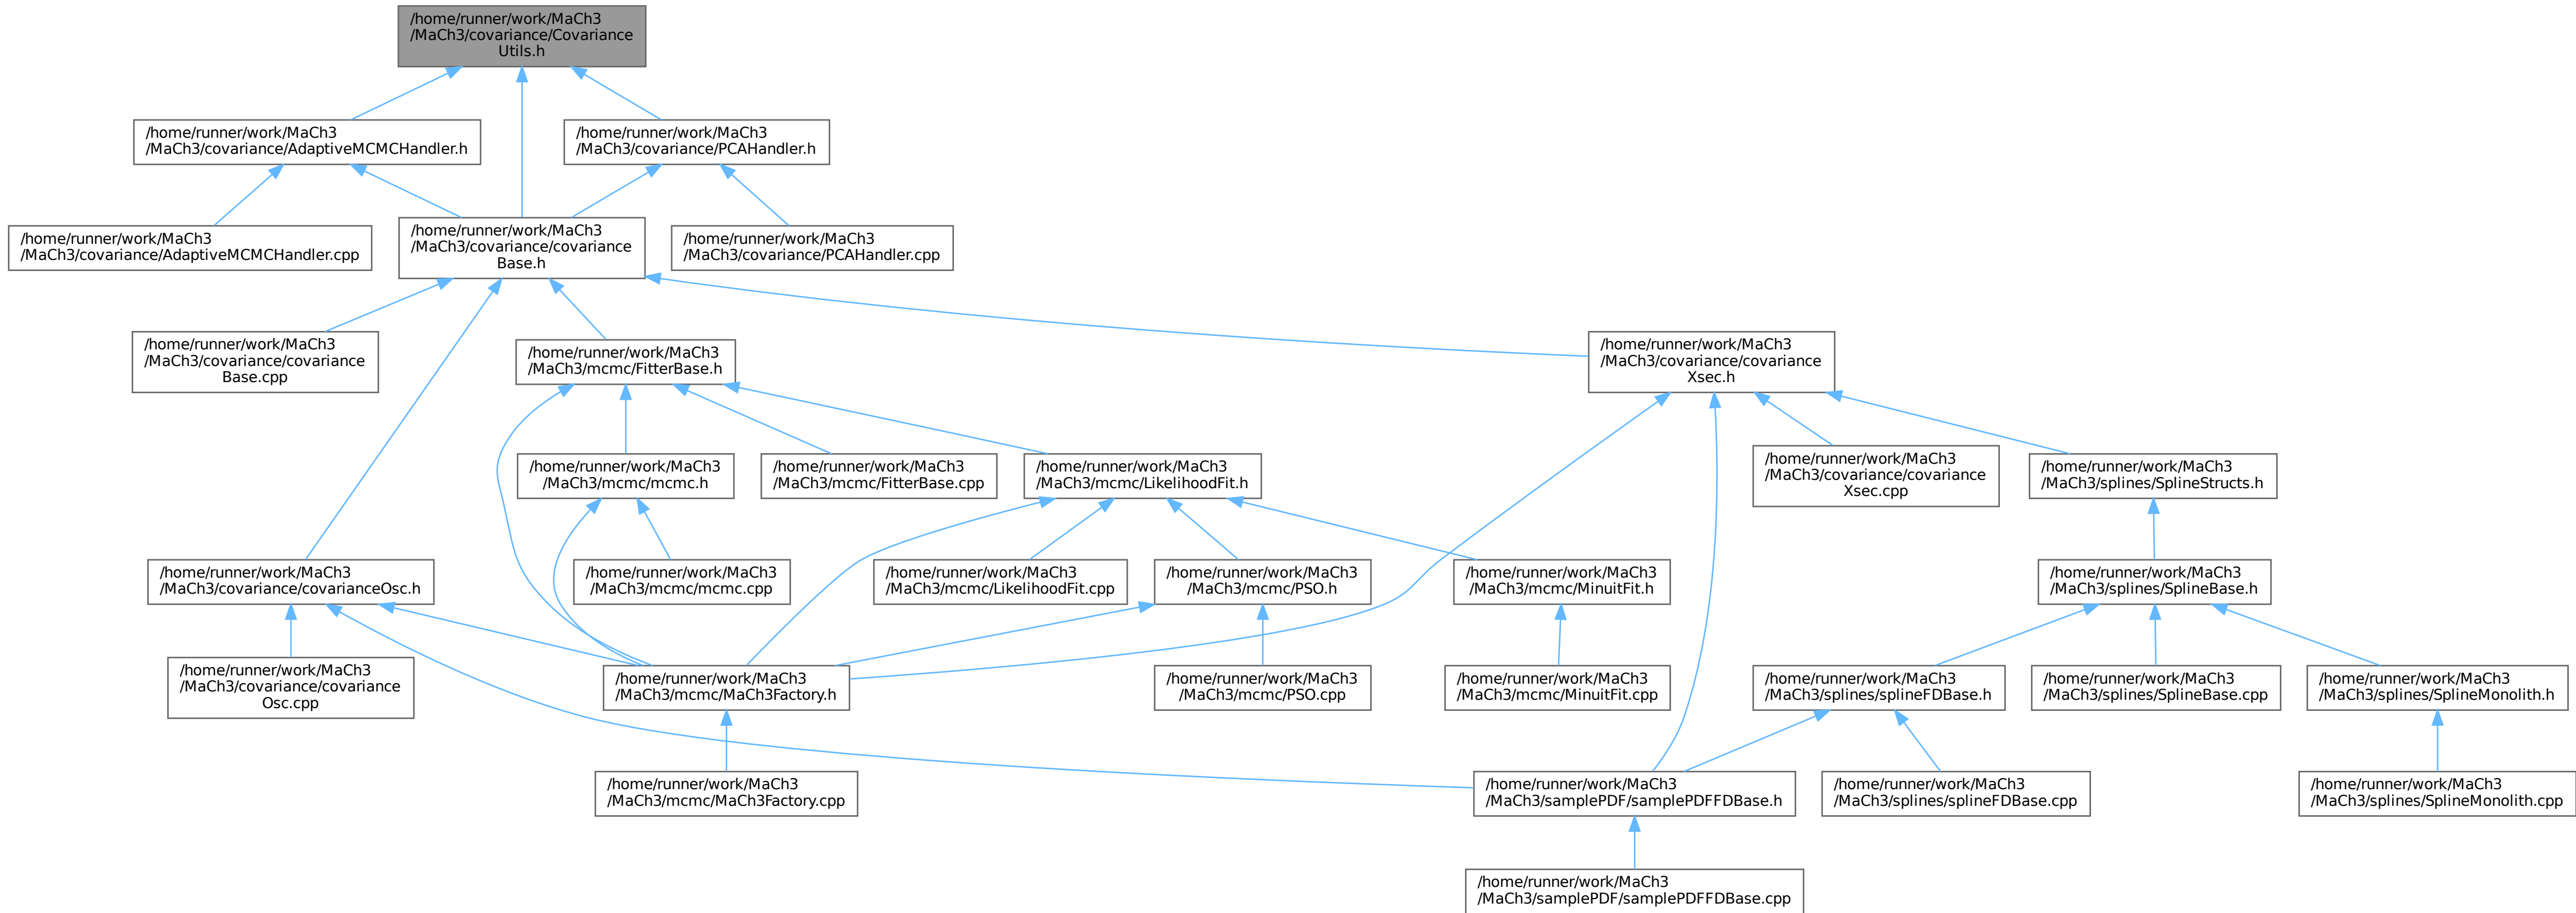 /home/runner/work/MaCh3
/MaCh3/covariance/Covariance
Utils.h
/home/runner/work/MaCh3
/MaCh3/covariance/AdaptiveMCMCHandler.h
/home/runner/work/MaCh3
/MaCh3/covariance/PCAHandler.h
/home/runner/work/MaCh3
/MaCh3/covariance/AdaptiveMCMCHandler.cpp
/home/runner/work/MaCh3
/MaCh3/covariance/covariance
Base.h
/home/runner/work/MaCh3
/MaCh3/covariance/PCAHandler.cpp
/home/runner/work/MaCh3
/MaCh3/covariance/covariance
Base.cpp
/home/runner/work/MaCh3
/MaCh3/mcmc/FitterBase.h
/home/runner/work/MaCh3
/MaCh3/covariance/covariance
Xsec.h
/home/runner/work/MaCh3
/MaCh3/mcmc/mcmc.h
/home/runner/work/MaCh3
/MaCh3/mcmc/FitterBase.cpp
/home/runner/work/MaCh3
/MaCh3/mcmc/LikelihoodFit.h
/home/runner/work/MaCh3
/MaCh3/covariance/covariance
Xsec.cpp
/home/runner/work/MaCh3
/MaCh3/splines/SplineStructs.h
/home/runner/work/MaCh3
/MaCh3/covariance/covarianceOsc.h
/home/runner/work/MaCh3
/MaCh3/mcmc/mcmc.cpp
/home/runner/work/MaCh3
/MaCh3/mcmc/LikelihoodFit.cpp
/home/runner/work/MaCh3
/MaCh3/mcmc/PSO.h
/home/runner/work/MaCh3
/MaCh3/mcmc/MinuitFit.h
/home/runner/work/MaCh3
/MaCh3/splines/SplineBase.h
/home/runner/work/MaCh3
/MaCh3/covariance/covariance
Osc.cpp
/home/runner/work/MaCh3
/MaCh3/mcmc/MaCh3Factory.h
/home/runner/work/MaCh3
/MaCh3/mcmc/PSO.cpp
/home/runner/work/MaCh3
/MaCh3/mcmc/MinuitFit.cpp
/home/runner/work/MaCh3
/MaCh3/splines/splineFDBase.h
/home/runner/work/MaCh3
/MaCh3/splines/SplineBase.cpp
/home/runner/work/MaCh3
/MaCh3/splines/SplineMonolith.h
/home/runner/work/MaCh3
/MaCh3/mcmc/MaCh3Factory.cpp
/home/runner/work/MaCh3
/MaCh3/samplePDF/samplePDFFDBase.h
/home/runner/work/MaCh3
/MaCh3/splines/splineFDBase.cpp
/home/runner/work/MaCh3
/MaCh3/splines/SplineMonolith.cpp
/home/runner/work/MaCh3
/MaCh3/samplePDF/samplePDFFDBase.cpp